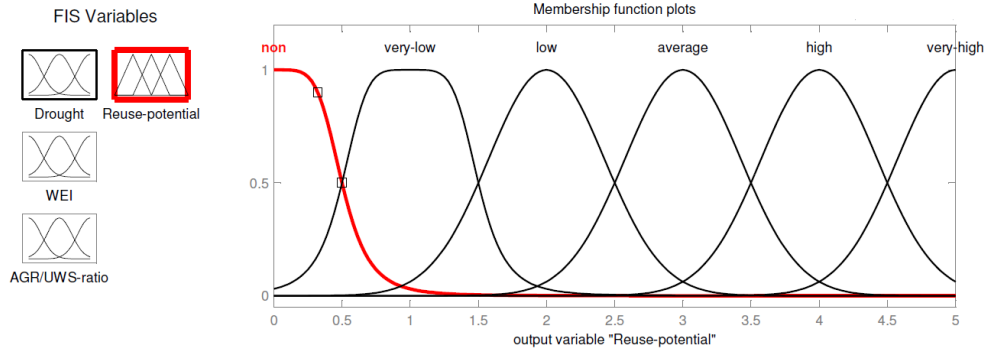 FIS Variables
Drought
Reuse-potential
WEI
AGR/UWS-ratio
Membership function plots
non very-low low average high very-high
1
0.5
0
0 0.5 1 1.5 2 2.5 3 3.5 4 4.5 5
output variable "Reuse-potential"